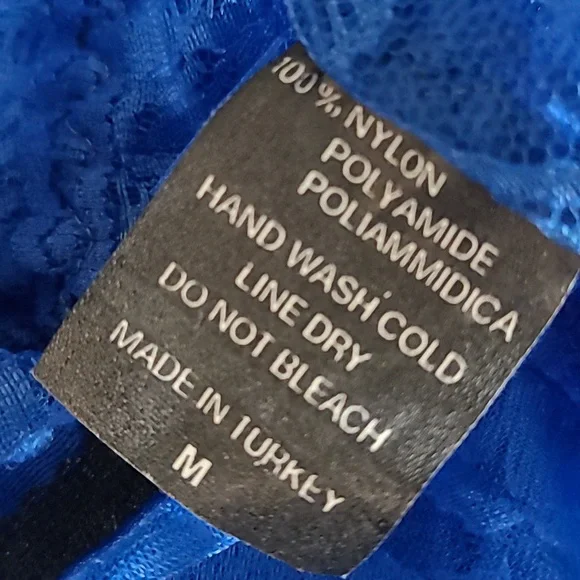 100% NYLON
POLYAMIDE
POLIAMMIDICA
HAND WASH COLD
LINE DRY
DO NOT BLEACH
MADE IN TURKEY
M